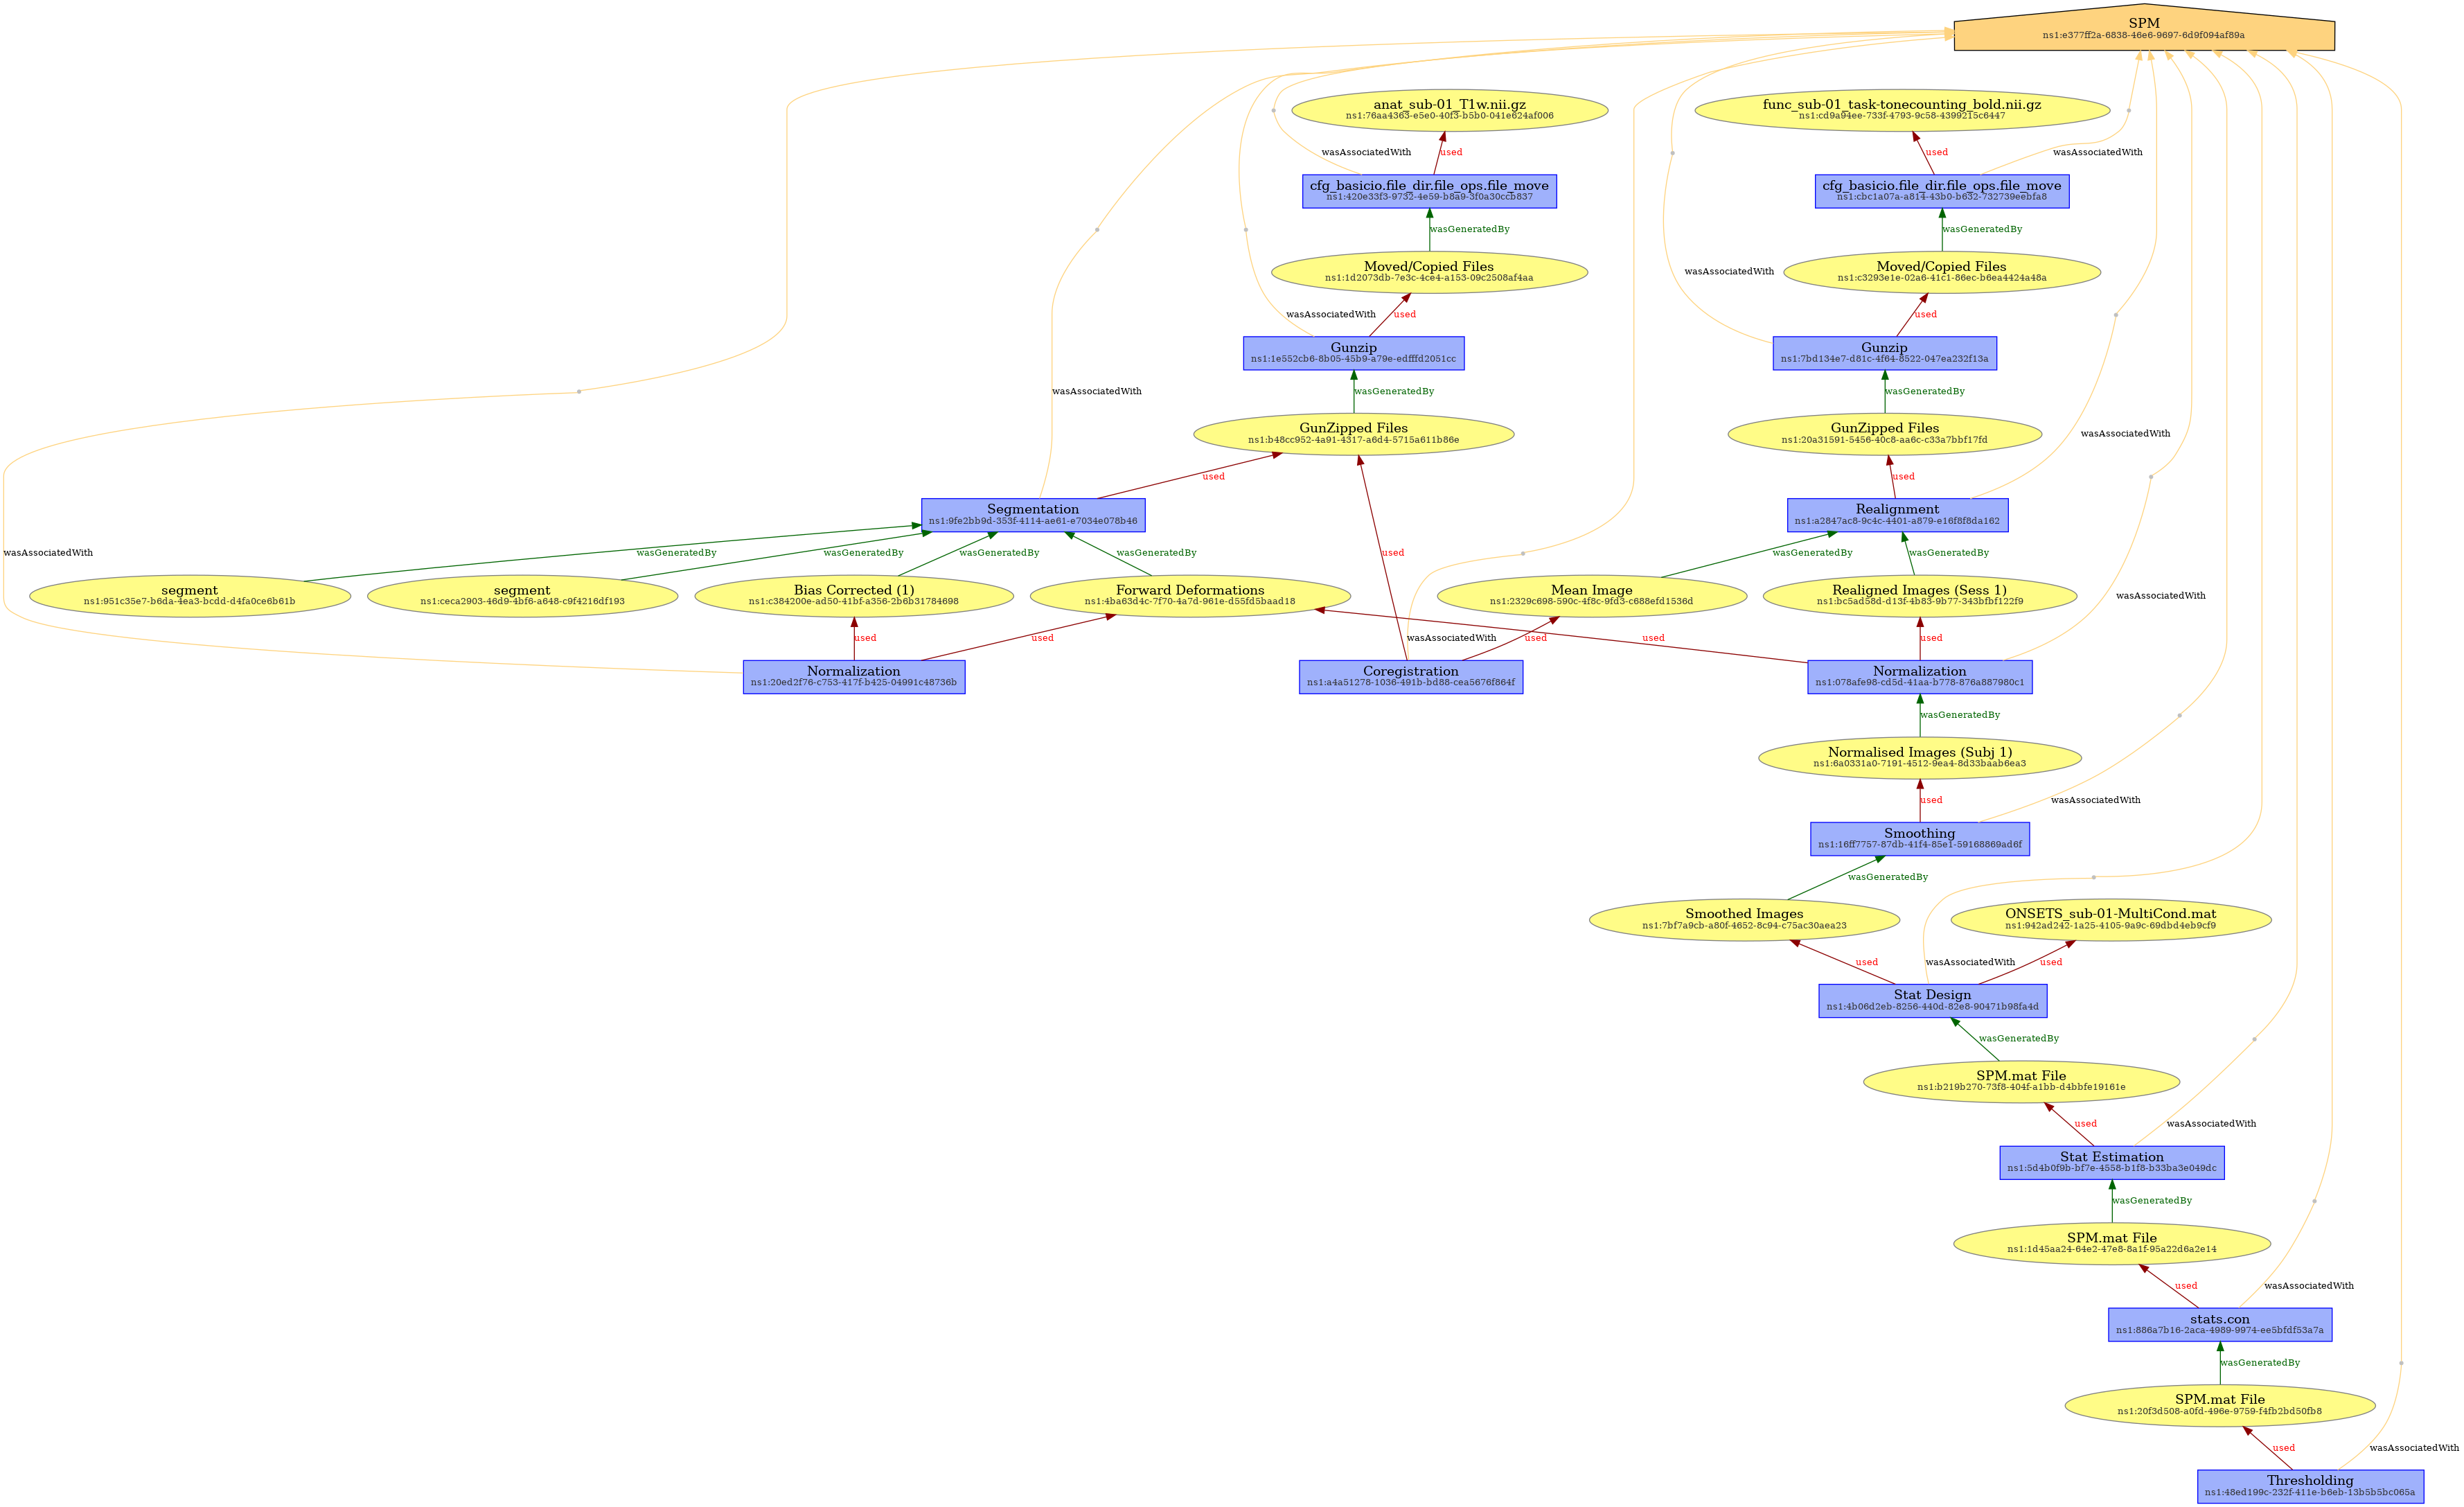 SPM
ns1:e377ff2a-6838-46e6-9697-6d9f094af89a
anat_sub-01_T1w.nii.gz
ns1:76aa4363-e5e0-40f3-b5b0-041e624af006
func_sub-01_task-tonecounting_bold.nii.gz
ns1:cd9a94ee-733f-4793-9c58-4399215c6447
wasAssociatedWith
used
used
wasAssociatedWith
cfg_basicio.file_dir.file_ops.file_move
ns1:420e33f3-9732-4e59-b8a9-3f0a30ccb837
cfg_basicio.file_dir.file_ops.file_move
ns1:cbc1a07a-a814-43b0-b632-732739eebfa8
wasGeneratedBy
wasGeneratedBy
Moved/Copied Files
ns1:1d2073db-7e3c-4ce4-a153-09c2508af4aa
wasAssociatedWith
Moved/Copied Files
ns1:c3293e1e-02a6-41c1-86ec-b6ea4424a48a
wasAssociatedWith
used
used
Gunzip
ns1:1e552cb6-8b05-45b9-a79e-edfffd2051cc
Gunzip
ns1:7bd134e7-d81c-4f64-8522-047ea232f13a
wasAssociatedWith
wasGeneratedBy
wasGeneratedBy
GunZipped Files
ns1:b48cc952-4a91-4317-a6d4-5715a611b86e
GunZipped Files
ns1:20a31591-5456-40c8-aa6c-c33a7bbf17fd
wasAssociatedWith
used
used
Segmentation
ns1:9fe2bb9d-353f-4114-ae61-e7034e078b46
Realignment
ns1:a2847ac8-9c4c-4401-a879-e16f8f8da162
wasAssociatedWith
wasGeneratedBy
wasGeneratedBy
wasGeneratedBy
wasGeneratedBy
used
wasGeneratedBy
wasGeneratedBy
segment
ns1:951c35e7-b6da-4ea3-bcdd-d4fa0ce6b61b
segment
ns1:ceca2903-46d9-4bf6-a648-c9f4216df193
Bias Corrected (1)
ns1:c384200e-ad50-41bf-a356-2b6b31784698
Forward Deformations
ns1:4ba63d4c-7f70-4a7d-961e-d55fd5baad18
Mean Image
ns1:2329c698-590c-4f8c-9fd3-c688efd1536d
Realigned Images (Sess 1)
ns1:bc5ad58d-d13f-4b83-9b77-343bfbf122f9
wasAssociatedWith
used
used
wasAssociatedWith
used
used
used
Normalization
ns1:20ed2f76-c753-417f-b425-04991c48736b
Coregistration
ns1:a4a51278-1036-491b-bd88-cea5676f864f
Normalization
ns1:078afe98-cd5d-41aa-b778-876a887980c1
wasGeneratedBy
Normalised Images (Subj 1)
ns1:6a0331a0-7191-4512-9ea4-8d33baab6ea3
used
wasAssociatedWith
Smoothing
ns1:16ff7757-87db-41f4-85e1-59168869ad6f
wasGeneratedBy
Smoothed Images
ns1:7bf7a9cb-a80f-4652-8c94-c75ac30aea23
ONSETS_sub-01-MultiCond.mat
ns1:942ad242-1a25-4105-9a9c-69dbd4eb9cf9
used
wasAssociatedWith
used
Stat Design
ns1:4b06d2eb-8256-440d-82e8-90471b98fa4d
wasGeneratedBy
SPM.mat File
ns1:b219b270-73f8-404f-a1bb-d4bbfe19161e
used
wasAssociatedWith
Stat Estimation
ns1:5d4b0f9b-bf7e-4558-b1f8-b33ba3e049dc
wasGeneratedBy
SPM.mat File
ns1:1d45aa24-64e2-47e8-8a1f-95a22d6a2e14
used
wasAssociatedWith
stats.con
ns1:886a7b16-2aca-4989-9974-ee5bfdf53a7a
wasGeneratedBy
SPM.mat File
ns1:20f3d508-a0fd-496e-9759-f4fb2bd50fb8
used
wasAssociatedWith
Thresholding
ns1:48ed199c-232f-411e-b6eb-13b5b5bc065a